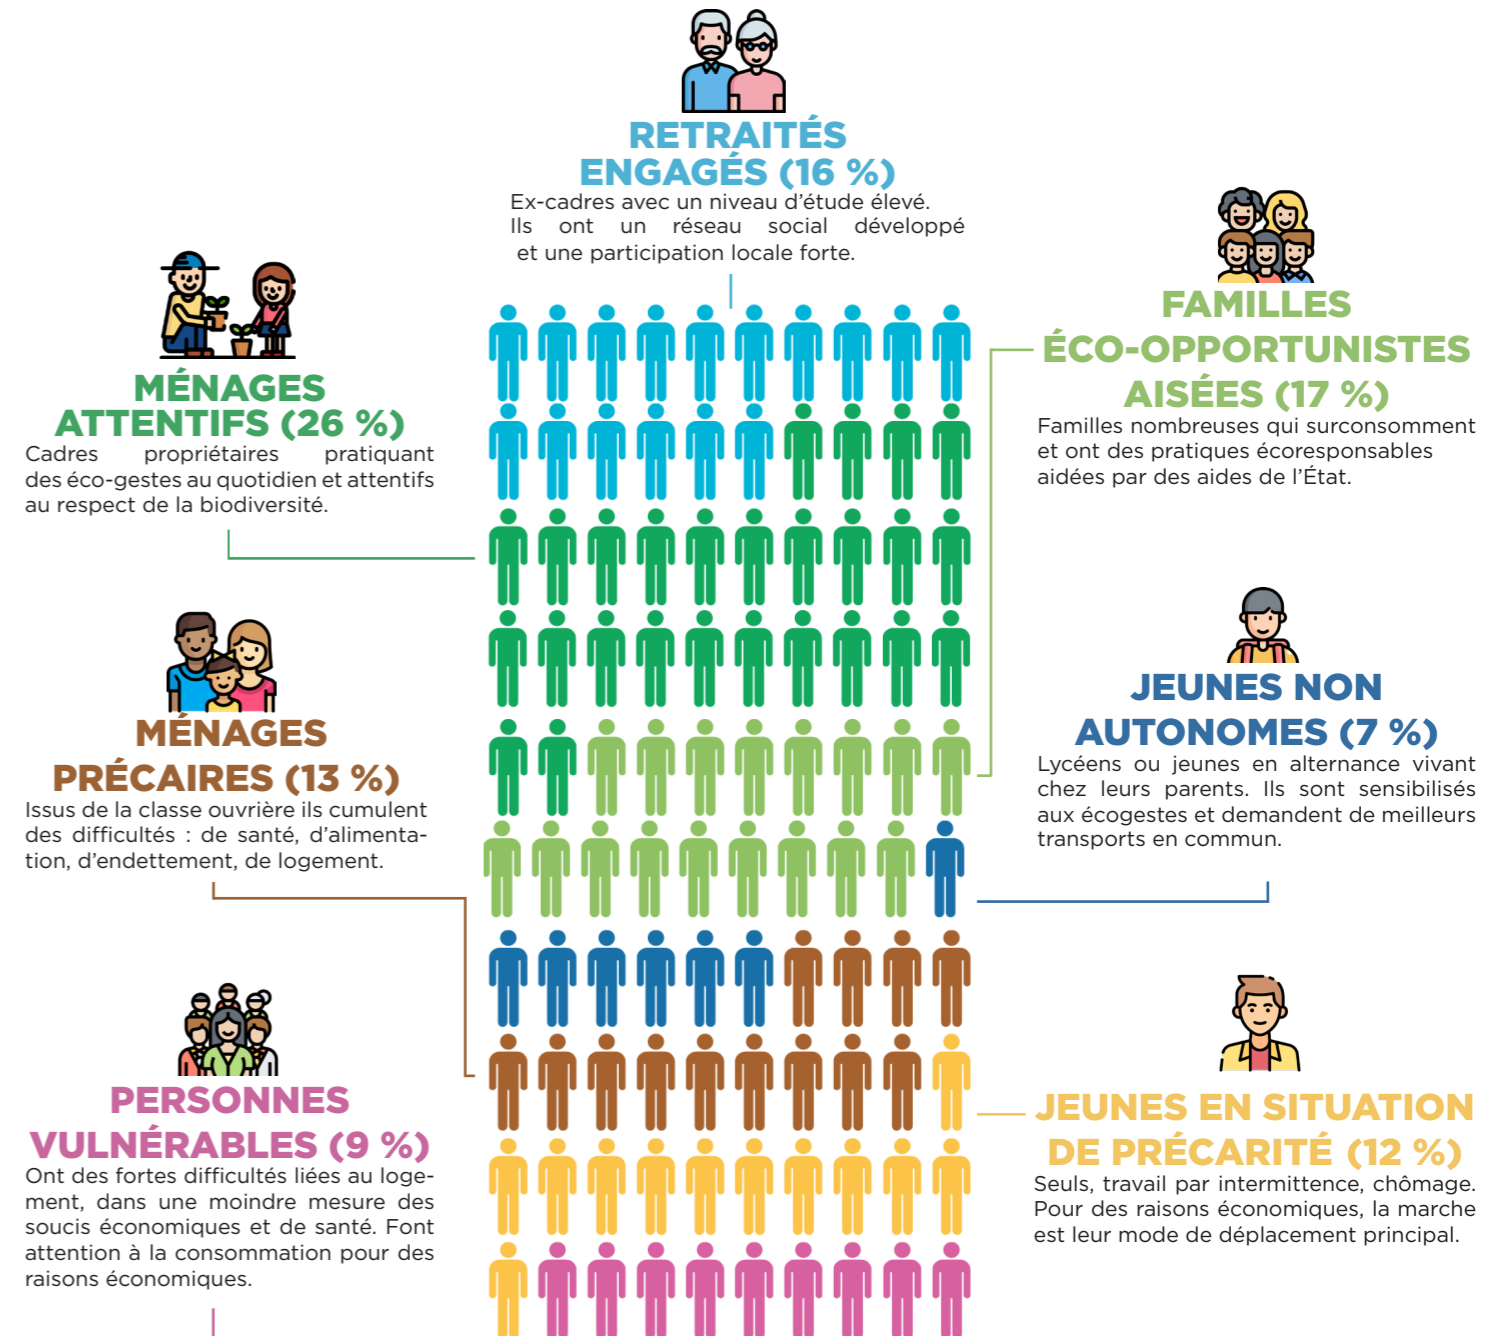 RETRAITÉS
ENGAGÉS (16 %)
Ex-cadres avec un niveau d'étude élevé.
Ils ont un réseau social développé
et une participation locale forte.
FAMILLES
ÉCO-OPPORTUNISTES
AISÉES (17 %)
Familles nombreuses qui surconsomment
et ont des pratiques écoresponsables
aidées par des aides de l'État.
MÉNAGES
ATTENTIFS (26 %)
Cadres propriétaires pratiquant
des éco-gestes au quotidien et attentifs
au respect de la biodiversité.
JEUNES NON
AUTONOMES (7 %)
Lycéens ou jeunes en alternance vivant
chez leurs parents. Ils sont sensibilisés
aux écogestes et demandent de meilleurs
transports en commun.
MÉNAGES
PRÉCAIRES (13 %)
Issus de la classe ouvrière ils cumulent
des difficultés : de santé, d'alimenta-
tion, d'endettement, de logement.
JEUNES EN SITUATION
DE PRÉCARITÉ (12 %)
Seuls, travail par intermittence, chômage.
Pour des raisons économiques, la marche
est leur mode de déplacement principal.
PERSONNES
VULNÉRABLES (9 %)
Ont des fortes difficultés liées au loge-
ment, dans une moindre mesure des
soucis économiques et de santé. Font
attention à la consommation pour des
raisons économiques.